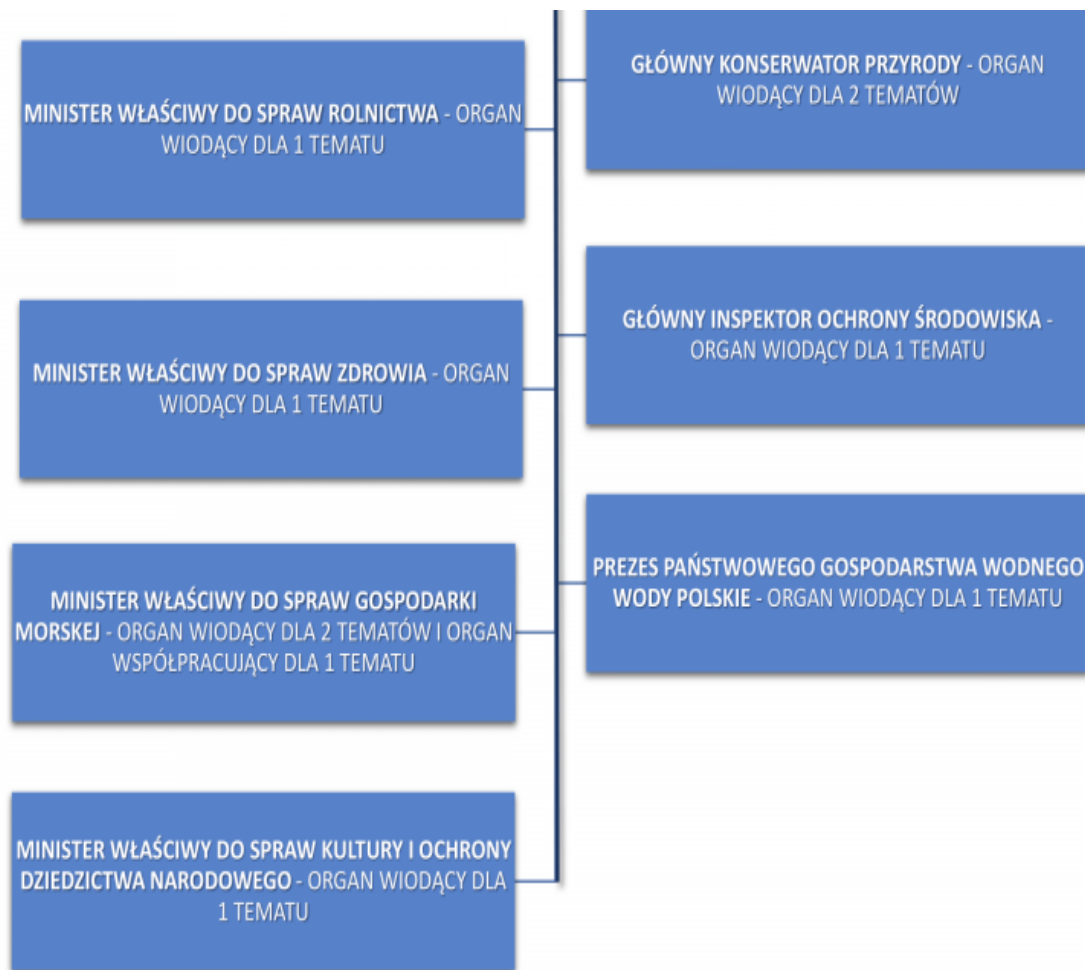 MINISTER WŁAŚCIWY DO SPRAW ROLNICTWA - ORGAN
WIODĄCY DLA 1 TEMATU
MINISTER WŁAŚCIWY DO SPRAW ZDROWIA - ORGAN
WIODĄCY DLA 1 TEMATU
MINISTER WŁAŚCIWY DO SPRAW GOSPODARKI
MORSKEJ - ORGAN WIODĄCY DLA 2 TEMATÓW I ORGAN
WSPÓŁPRACUJĄCY DLA 1 TEMATU
MINISTER WŁAŚCIWY DO SPRAW KULTURY I OCHRONY
DZIEDZICTWA NARODOWEGO - ORGAN WIODĄCY DLA
1 TEMATU
GŁÓWNY KONSERWATOR PRZYRODY - ORGAN
WIODĄCY DLA 2 TEMATÓW
GŁÓWNY INSPEKTOR OCHRONY ŚRODOWISKA -
ORGAN WIODĄCY DLA 1 TEMATU
PREZES PAŃSTWOWEGO GOSPODARSTWA WODNEGO
WODY POLSKIE - ORGAN WIODĄCY DLA 1 TEMATU